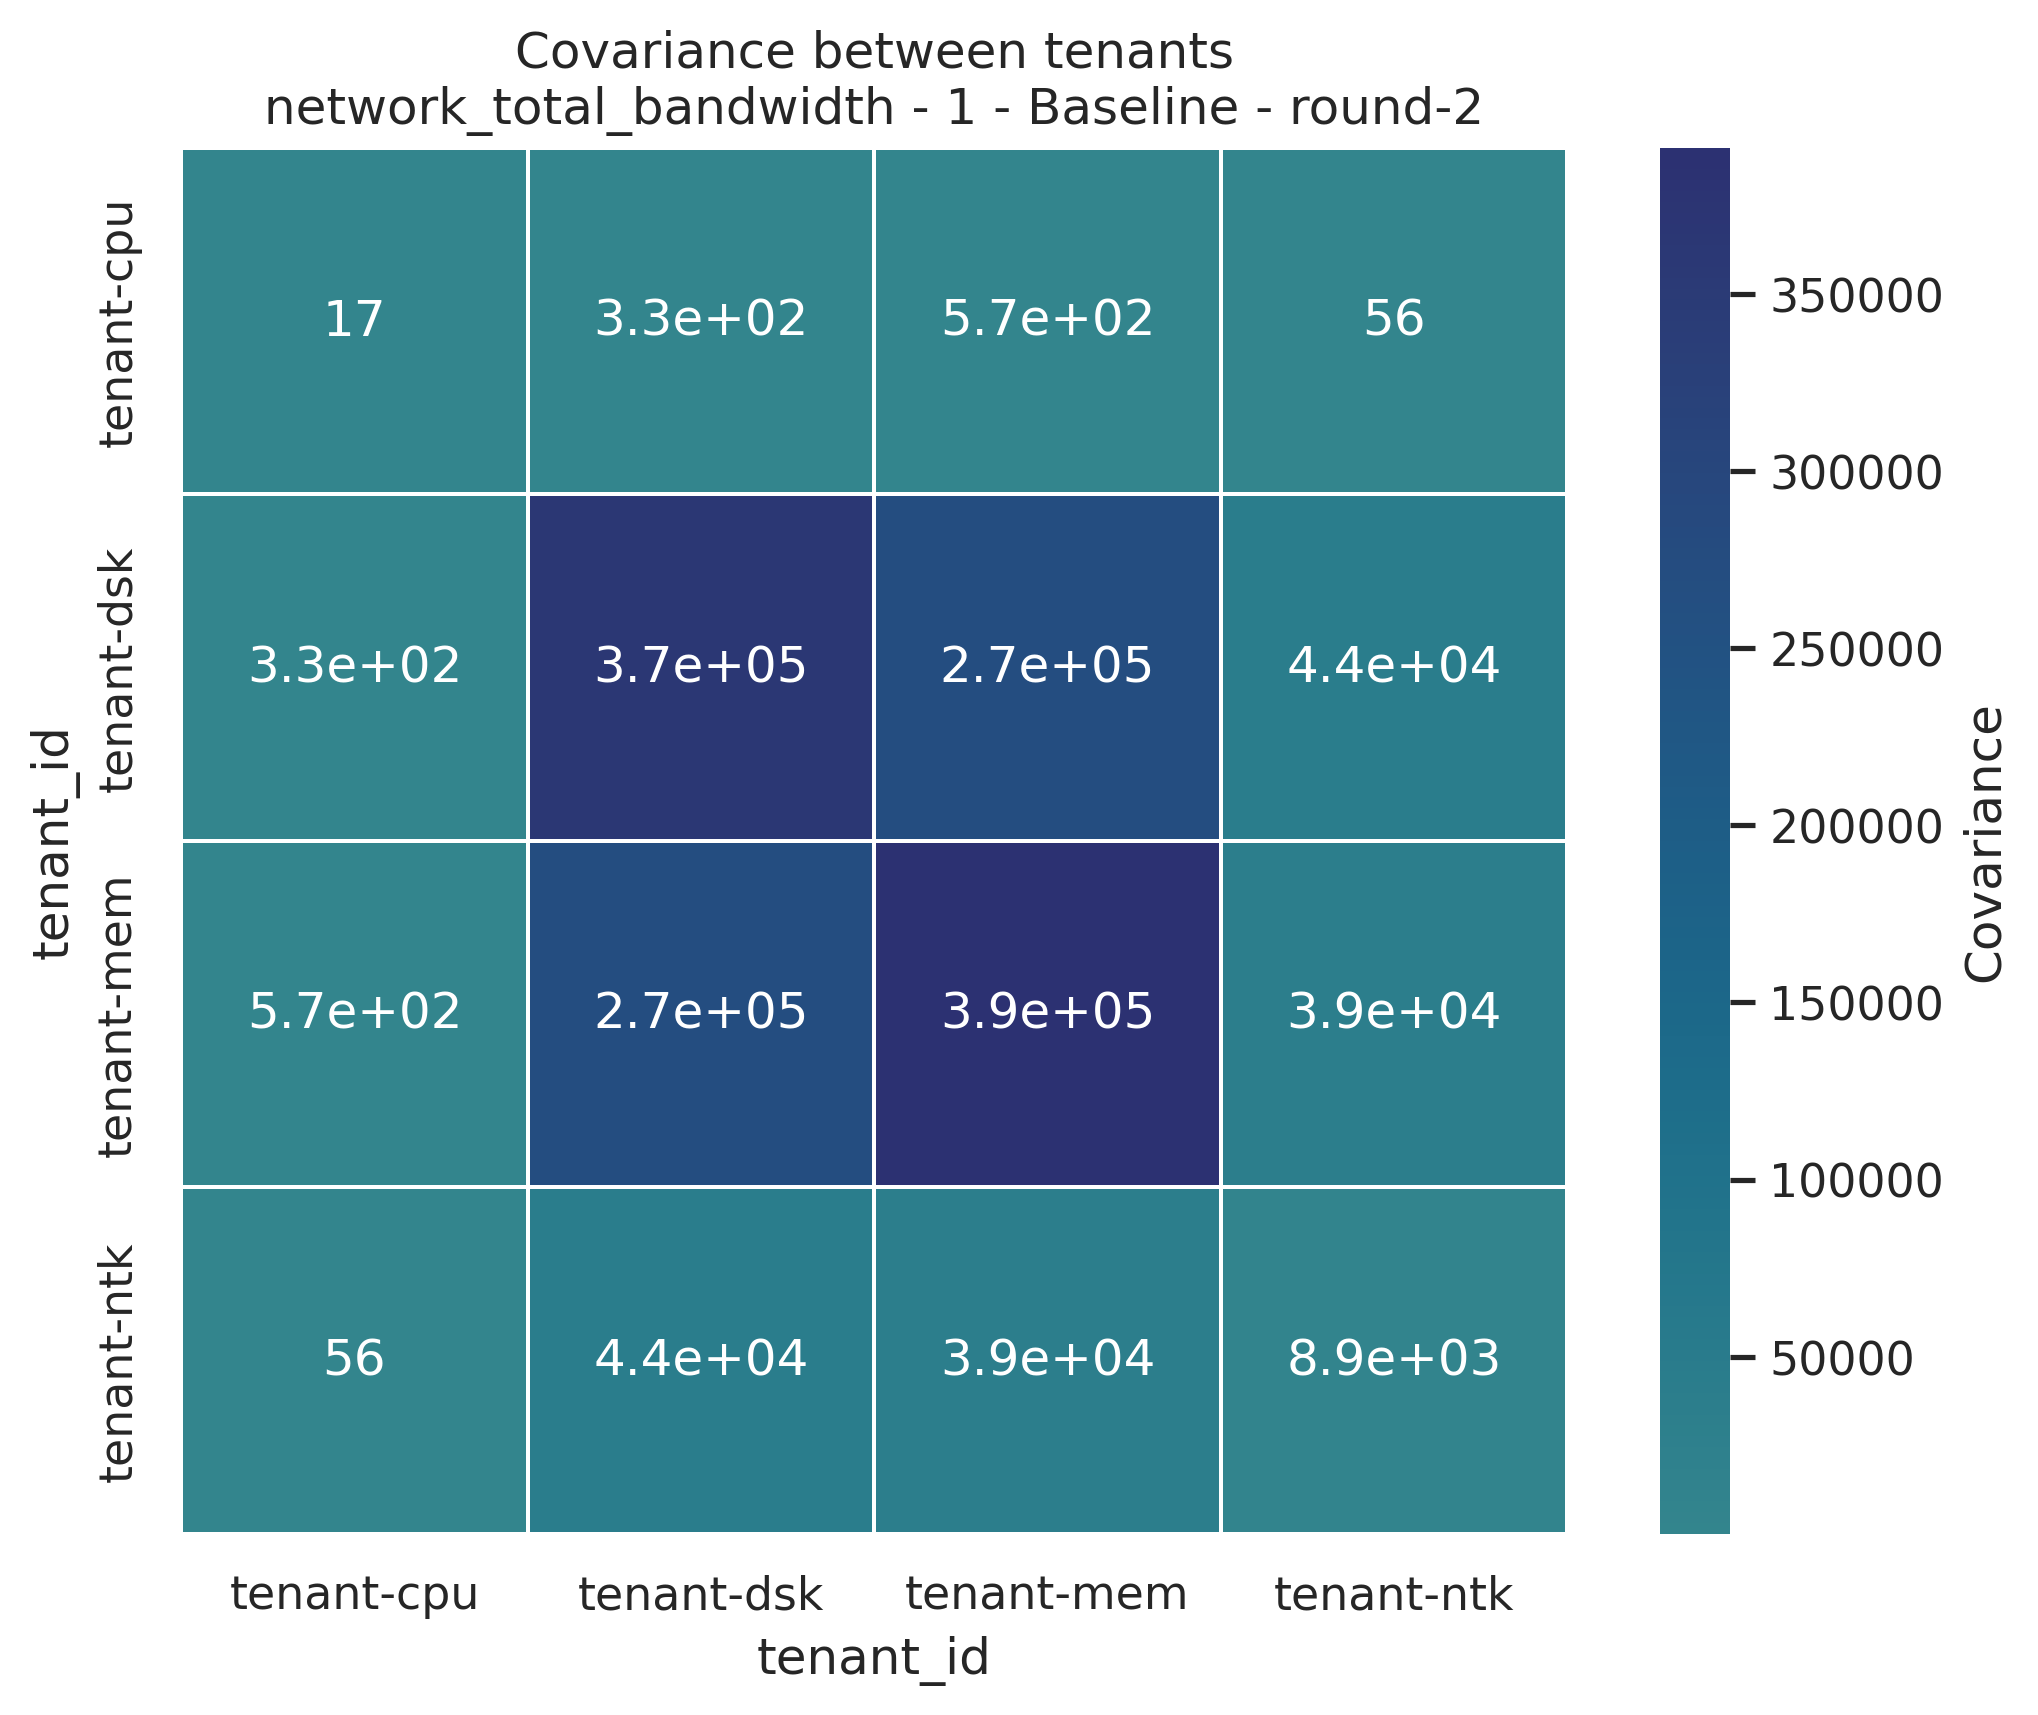 Covariance between tenants
network_total_bandwidth - 1 - Baseline - round-2
tenant_id
tenant-cpu
17
3.3e+02
5.7e+02
56
tenant-dsk
3.3e+02
3.7e+05
2.7e+05
4.4e+04
tenant-mem
5.7e+02
2.7e+05
3.9e+05
3.9e+04
tenant-ntk
56
4.4e+04
3.9e+04
8.9e+03
tenant-cpu
tenant-dsk
tenant-mem
tenant-ntk
tenant_id
350000
300000
250000
200000
150000
100000
50000
Covariance